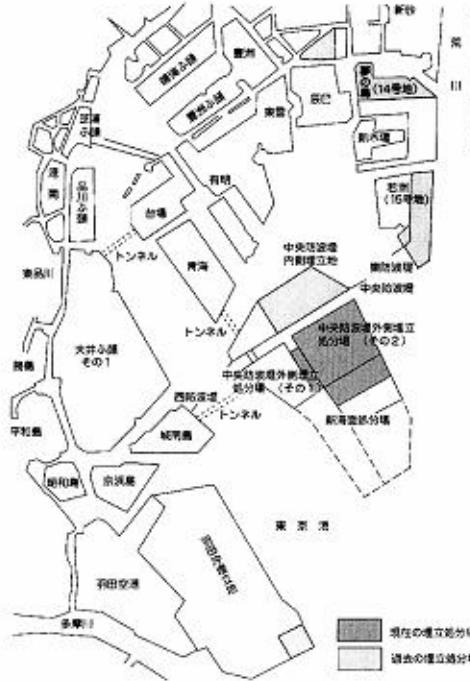 新砂
荒
川
豊洲
晴海ふ頭
夢の島
(14号地)
辰巳
東雲
豊洲ふ頭
芝浦
ふ頭
有明
港南
品川ふ頭
若洲
(15号地)
台場
中央防波堤
内側埋立地
東防波堤
トンネル
青海
東品川
中央防波堤
トンネル
中央防波堤外側埋立
処分場 (その2)
大井ふ頭
その1
勝島
中央防波堤外側埋立
処分場 (その1)
西防波堤
トンネル
新海面処分場
平和島
城南島
昭和島
京浜島
東京港
羽田空港
多摩川
現在の埋立処分場
過去の埋立処分場